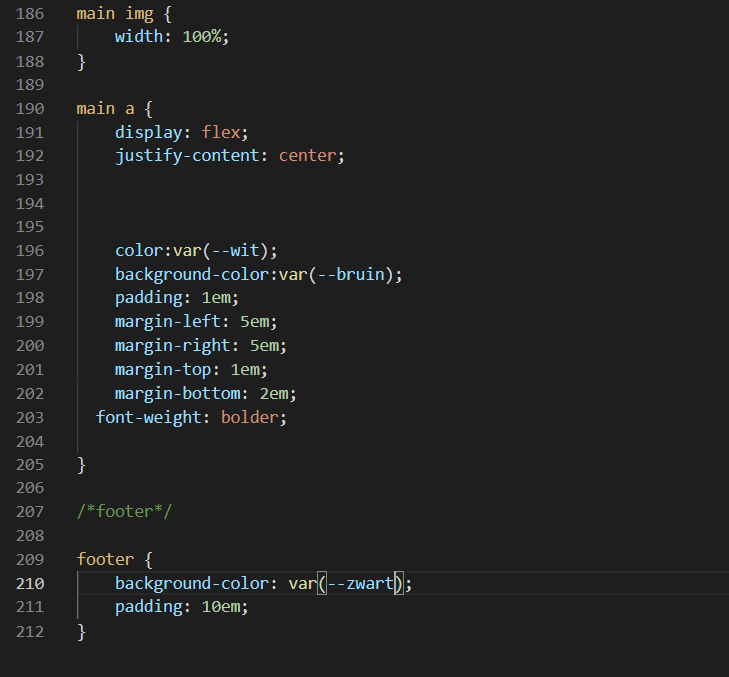 186 main img {
187     width: 100%;
188 }
189
190 main a {
191     display: flex;
192     justify-content: center;
193
194
195
196     color:var(--wit);
197     background-color:var(--bruin);
198     padding: 1em;
199     margin-left: 5em;
200     margin-right: 5em;
201     margin-top: 1em;
202     margin-bottom: 2em;
203   font-weight: bolder;
204
205 }
206
207 /*footer*/
208
209 footer {
210     background-color: var(--zwart);
211     padding: 10em;
212 }